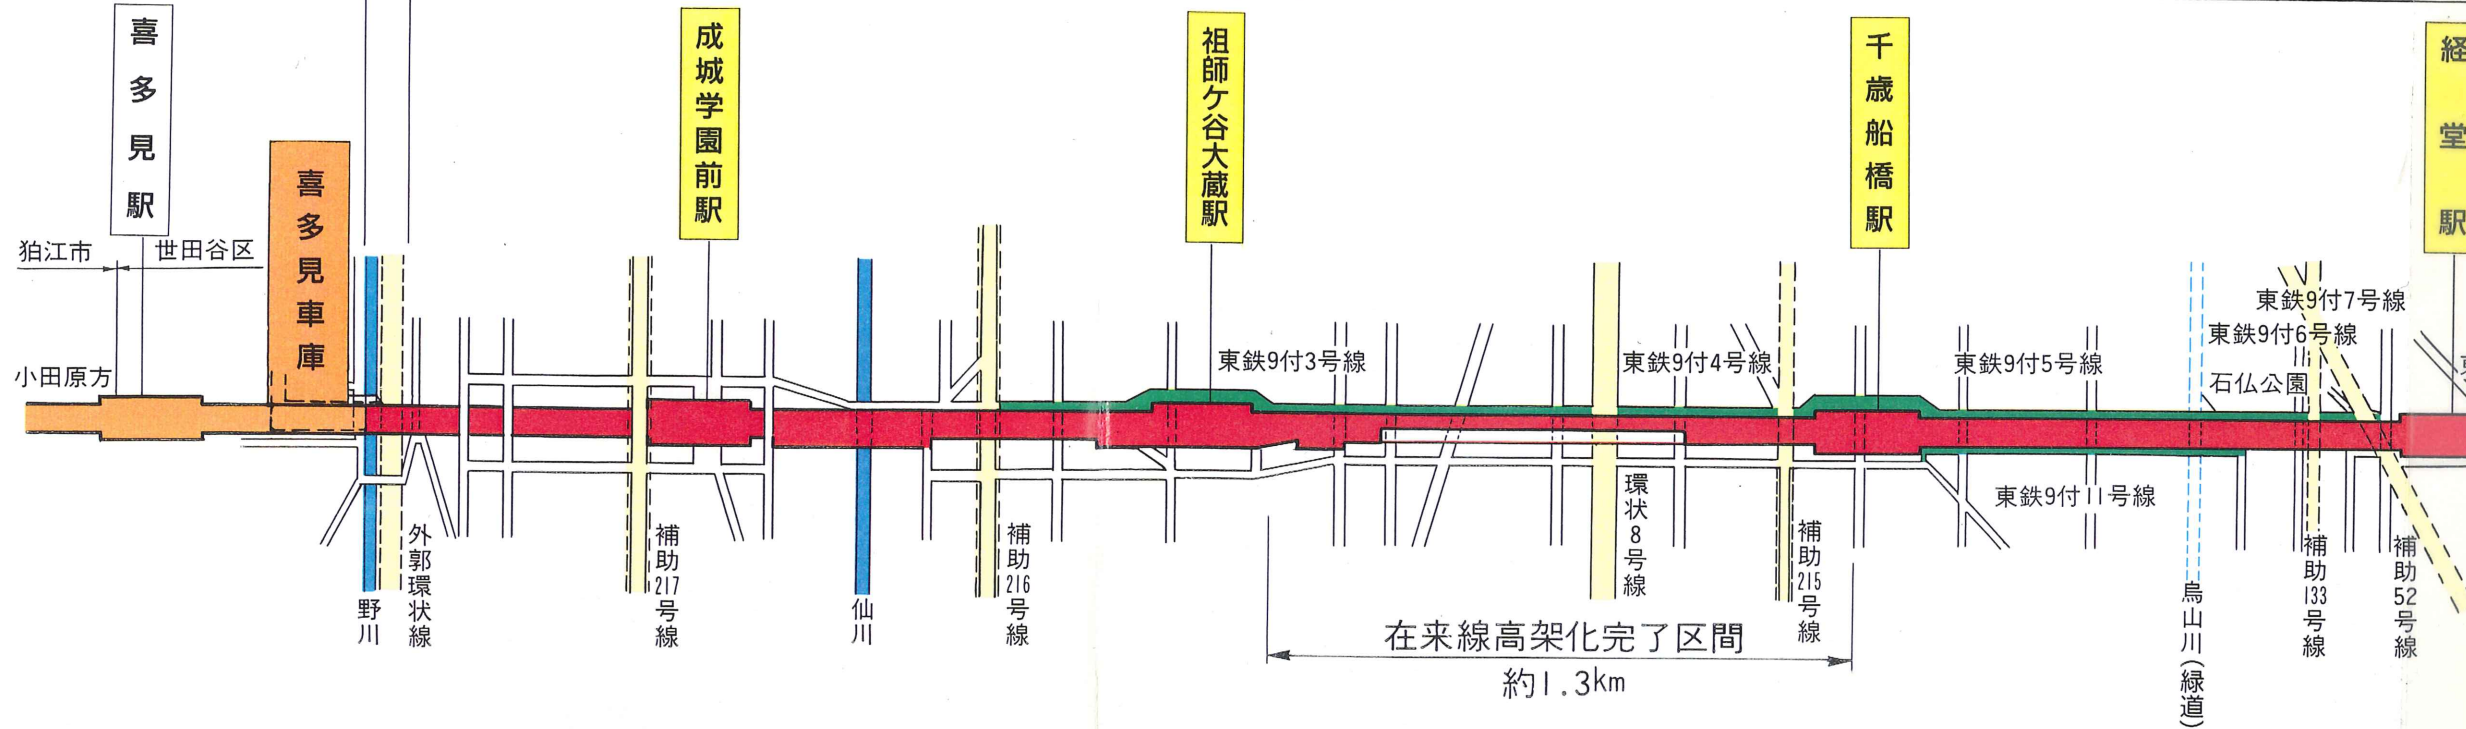 喜多見駅
喜多見車庫
成城学園前駅
祖師ケ谷大蔵駅
千歳船橋駅
経堂駅
狛江市
世田谷区
小田原方
東鉄9付3号線
東鉄9付4号線
東鉄9付5号線
東鉄9付7号線
東鉄9付6号線
石仏公園
東鉄9付11号線
野川
外郭環状線
補助217号線
仙川
補助216号線
環状8号線
補助215号線
烏山川(緑道)
補助133号線
補助52号線
在来線高架化完了区間
約1.3km